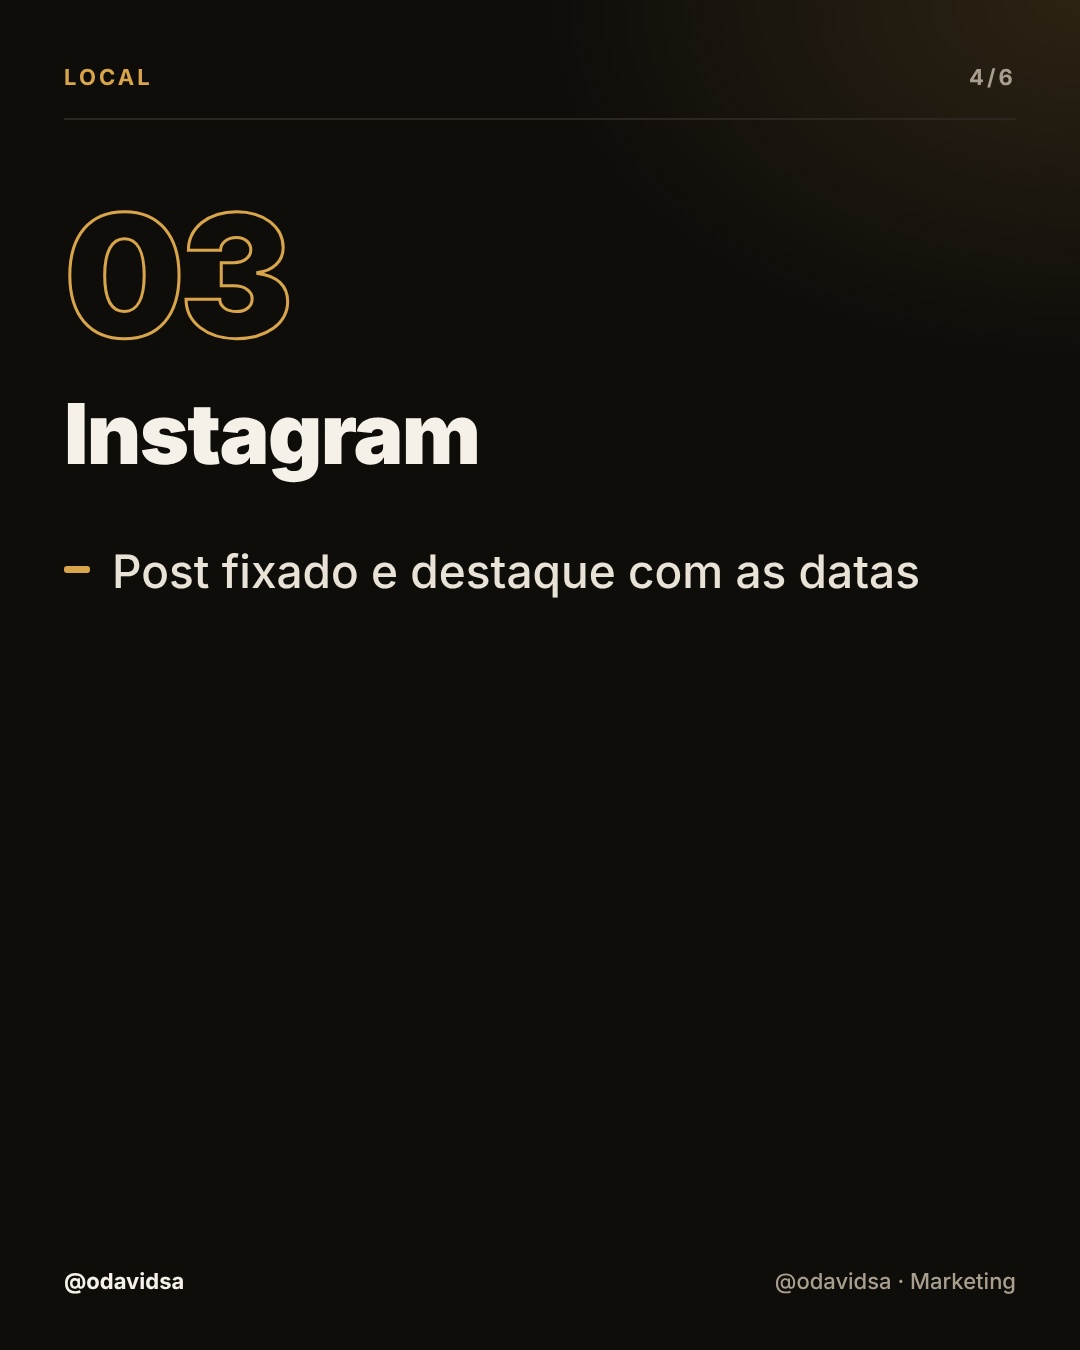 LOCAL
4/6
03
Instagram
Post fixado e destaque com as datas
@odavidsa
@odavidsa · Marketing